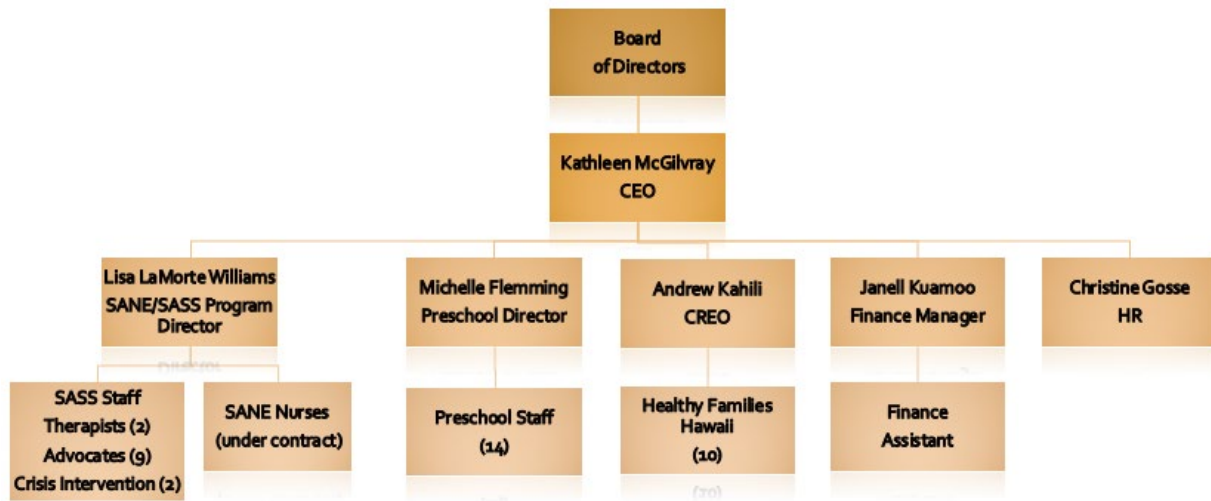 Board
of Directors
Kathleen McGilvray
CEO
Lisa LaMorte Williams
SANE/SASS Program
Director
Michelle Flemming
Preschool Director
Andrew Kahili
CREO
Janell Kuamoo
Finance Manager
Christine Gosse
HR
SASS Staff
Therapists (2)
Advocates (9)
Crisis Intervention (2)
SANE Nurses
(under contract)
Preschool Staff
(14)
Healthy Families
Hawaii
(10)
Finance
Assistant